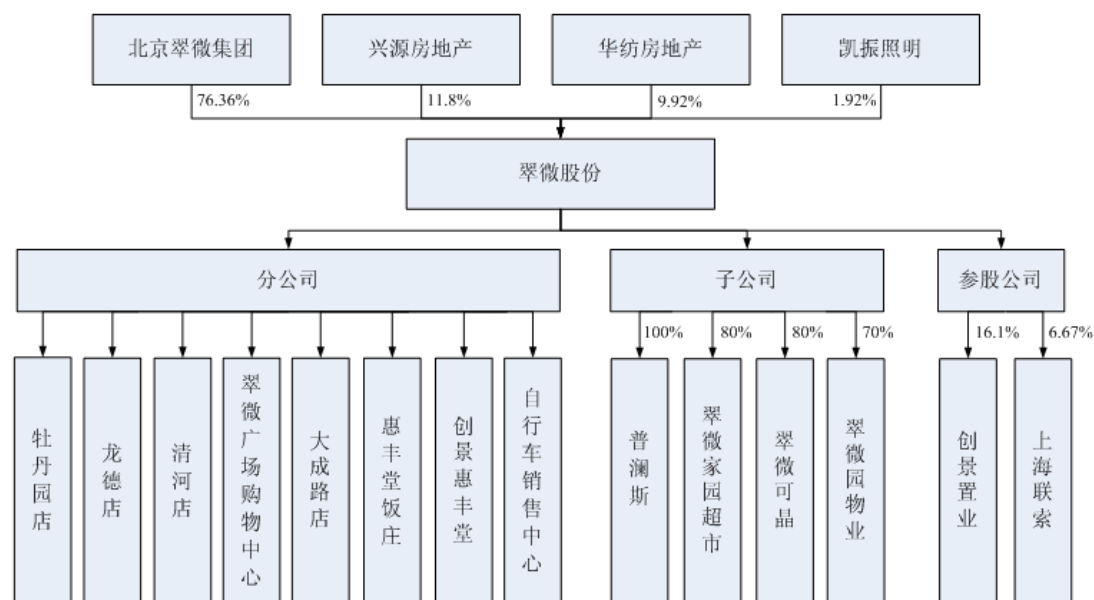 北京翠微集团
兴源房地产
华纺房地产
凯振照明
76.36%
11.8%
9.92%
1.92%
翠微股份
分公司
子公司
参股公司
100%
80%
80%
70%
16.1%
6.67%
牡丹园店
龙德店
清河店
翠微广场购物中心
大成路店
惠丰堂饭庄
创景惠丰堂
自行车销售中心
普澜斯
翠微家园超市
翠微可晶
翠微园物业
创景置业
上海联索